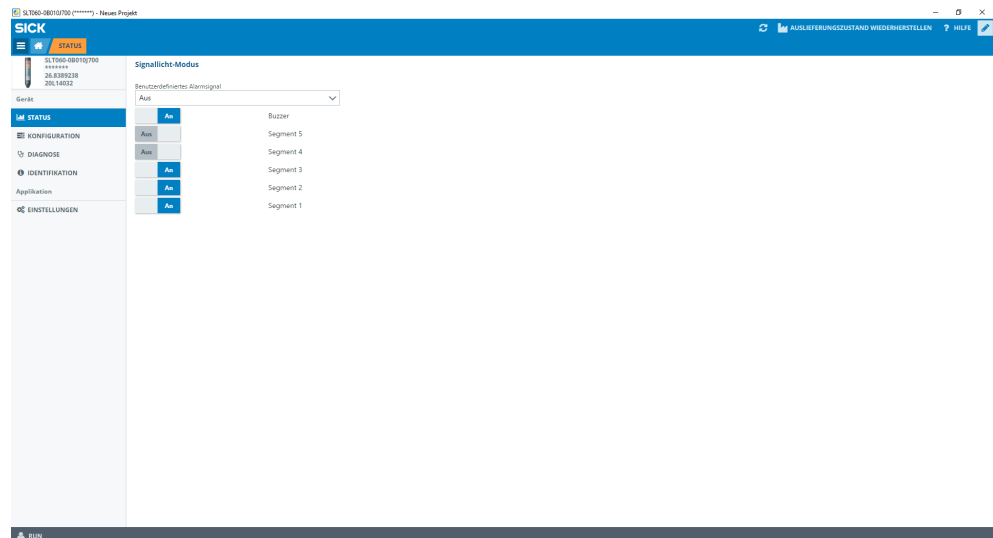 SLT060-0B010J700 (*******) - Neues Projekt
SICK
AUSLIEFERUNGSZUSTAND WIEDERHERSTELLEN
? HILFE
STATUS
SLT060-0B010J700
*******
26.8389238
20L14032
Gerät
STATUS
KONFIGURATION
DIAGNOSE
IDENTIFIKATION
Applikation
EINSTELLUNGEN
Signallicht-Modus
Benutzerdefiniertes Alarmsignal
Aus
An Buzzer
Aus Segment 5
Aus Segment 4
An Segment 3
An Segment 2
An Segment 1
RUN